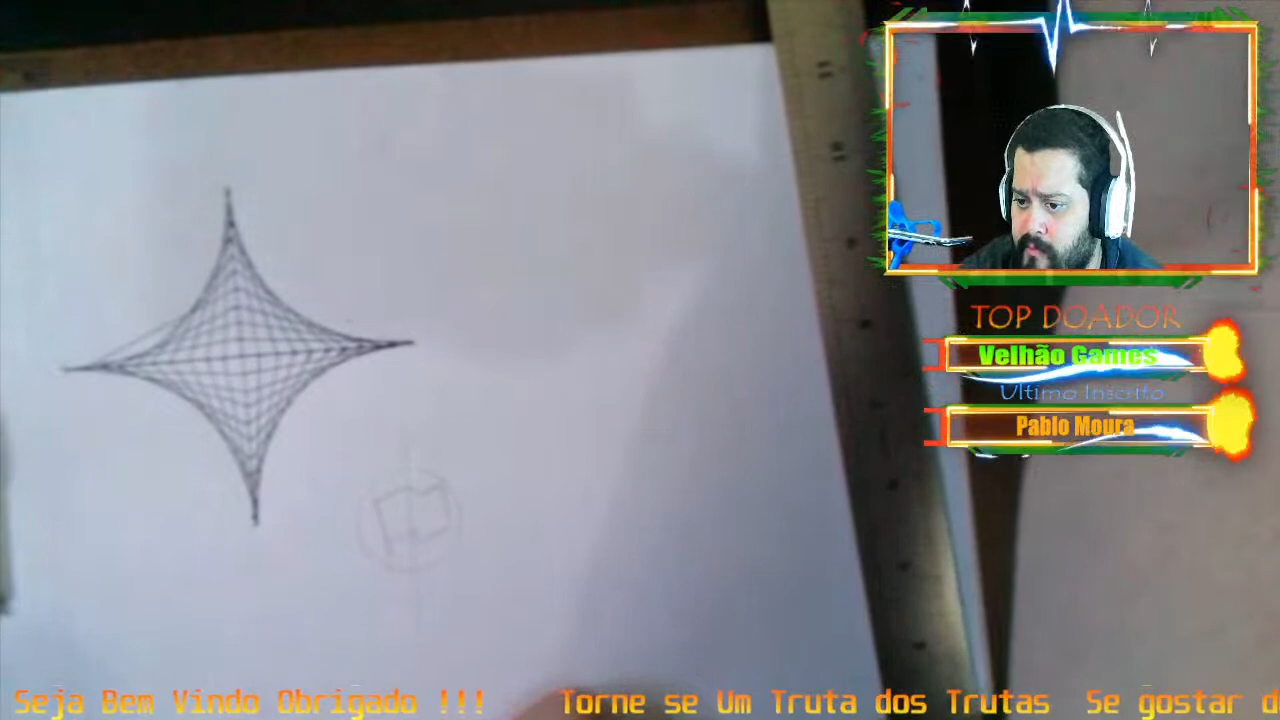 TOP DOADOR
Velhão Games
Ultimo Inscrito
Pablo Moura
Seja Bem Vindo Obrigado !!! Torne se Um Truta dos Trutas Se gostar d